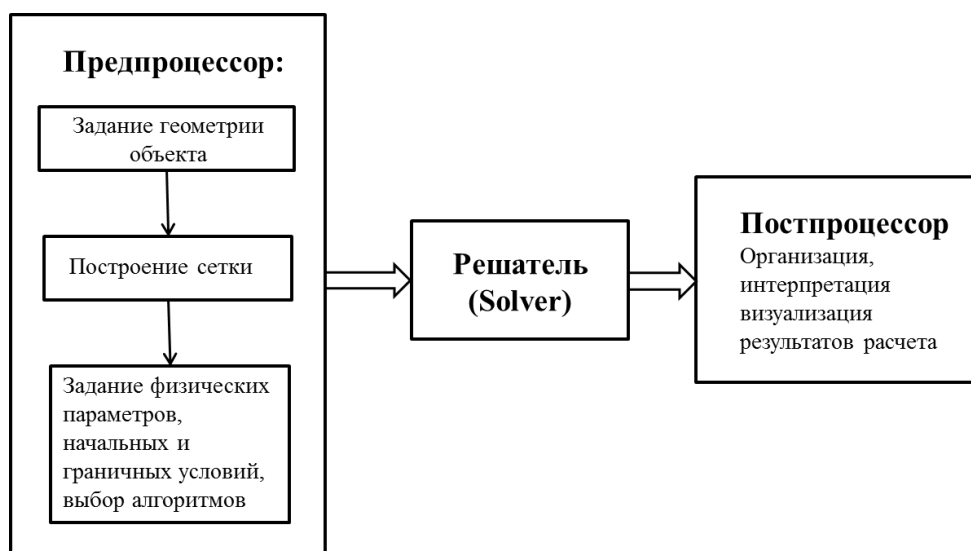 Предпроцессор:
Задание геометрии
объекта
Построение сетки
Задание физических
параметров,
начальных и
граничных условий,
выбор алгоритмов
Решатель
(Solver)
Постпроцессор
Организация,
интерпретация
визуализация
результатов расчета